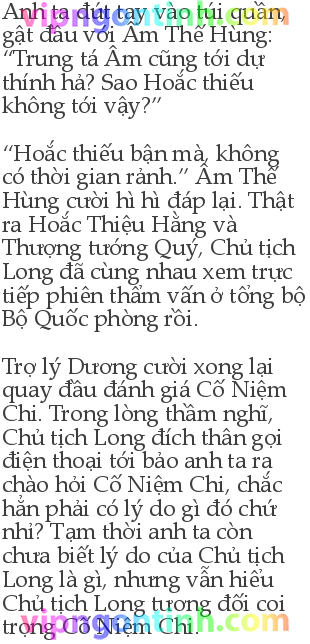 Anh ta đút tay vào túi quần,
gật đầu với Âm Thế Hùng:
“Trung tá Âm cũng tới dự
thính hả? Sao Hoắc thiếu
không tới vậy?”
“Hoắc thiếu bận mà, không
có thời gian rảnh.” Âm Thế
Hùng cười hì hì đáp lại. Thật
ra Hoắc Thiệu Hằng và
Thượng tướng Quý, Chủ tịch
Long đã cùng nhau xem trực
tiếp phiên thẩm vấn ở tổng bộ
Bộ Quốc phòng rồi.
Trợ lý Dương cười xong lại
quay đầu đánh giá Cố Niệm
Chi. Trong lòng thầm nghĩ,
Chủ tịch Long đích thân gọi
điện thoại tới bảo anh ta ra
chào hỏi Cố Niệm Chi, chắc
hẳn phải có lý do gì đó chứ
nhỉ? Tạm thời anh ta còn
chưa biết lý do của Chủ tịch
Long là gì, nhưng vẫn hiểu
Chủ tịch Long tương đối coi
trọng Cố Niệm Chi.
vipngontinh.com
vipngontinh.com